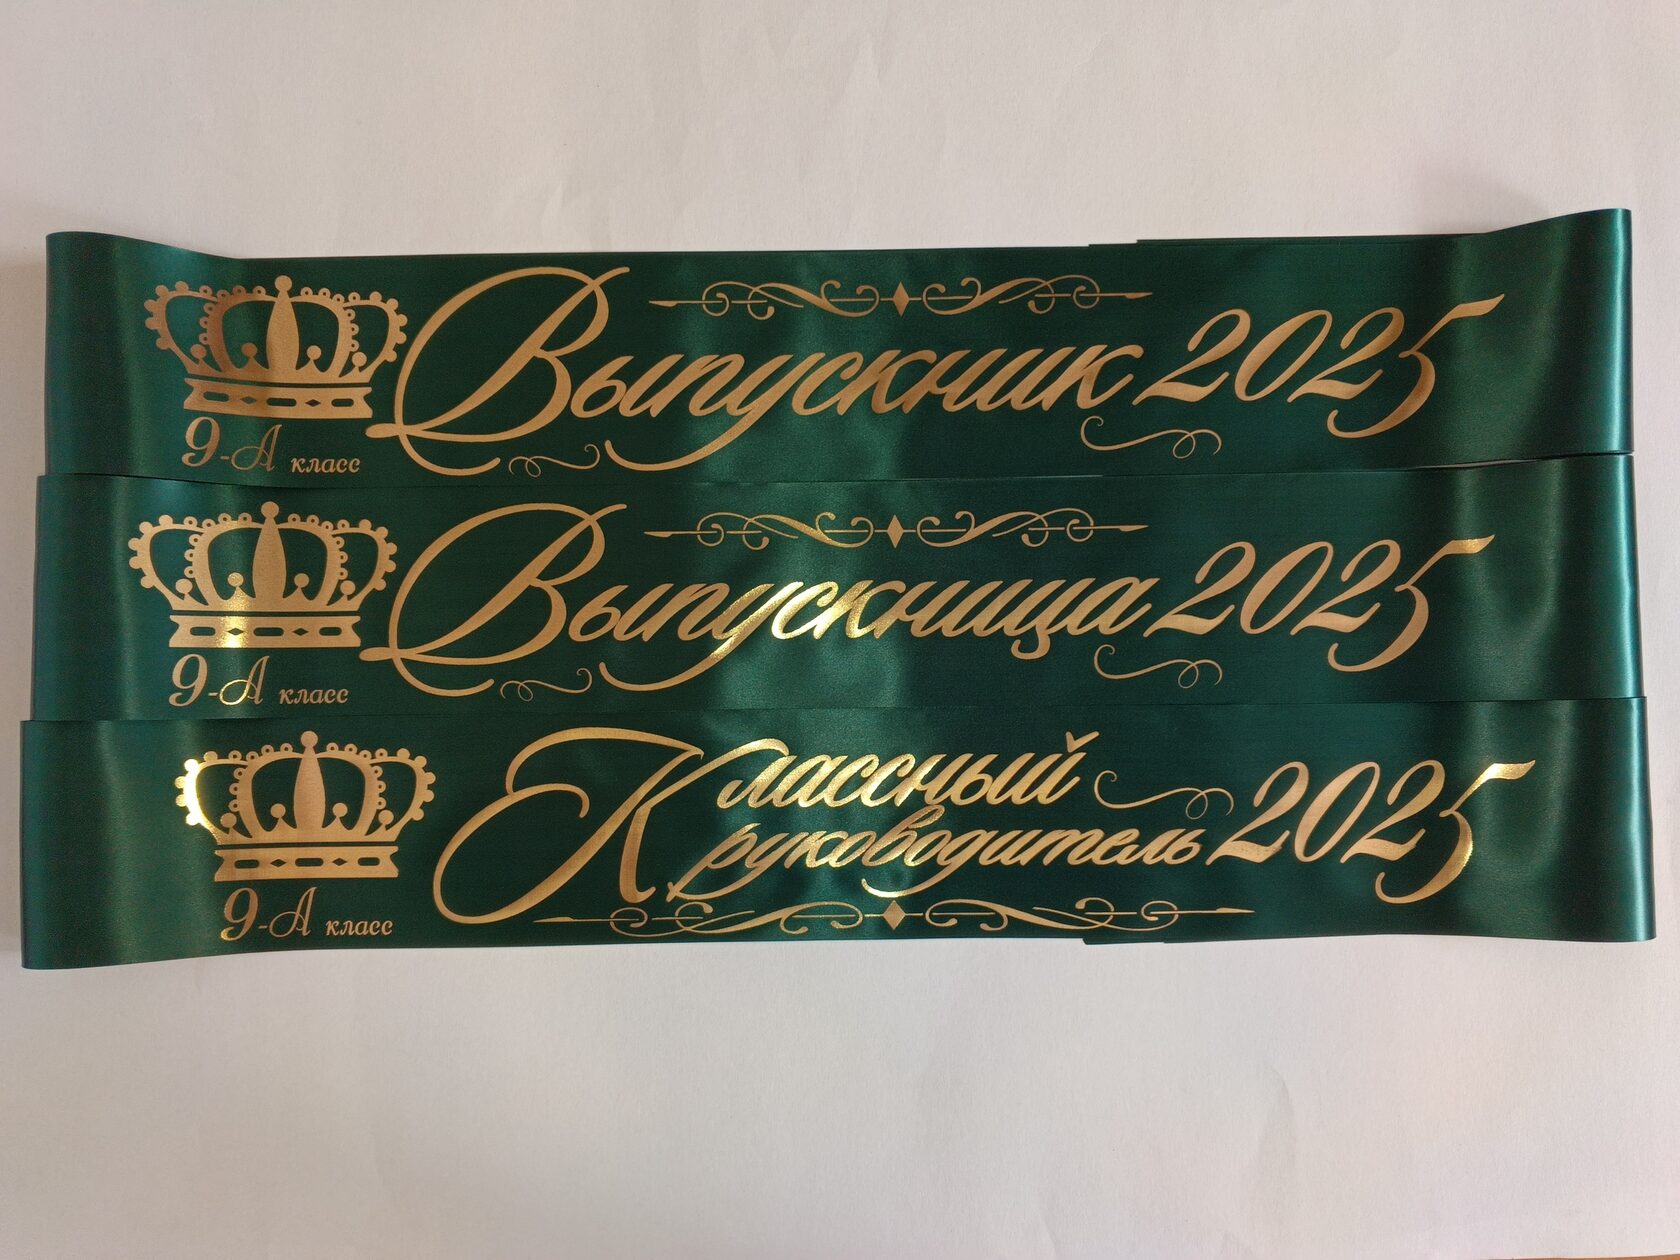 Выпускник 2025
9-А класс
Выпускница 2025
9-А класс
Классный
руководитель 2025
9-А класс